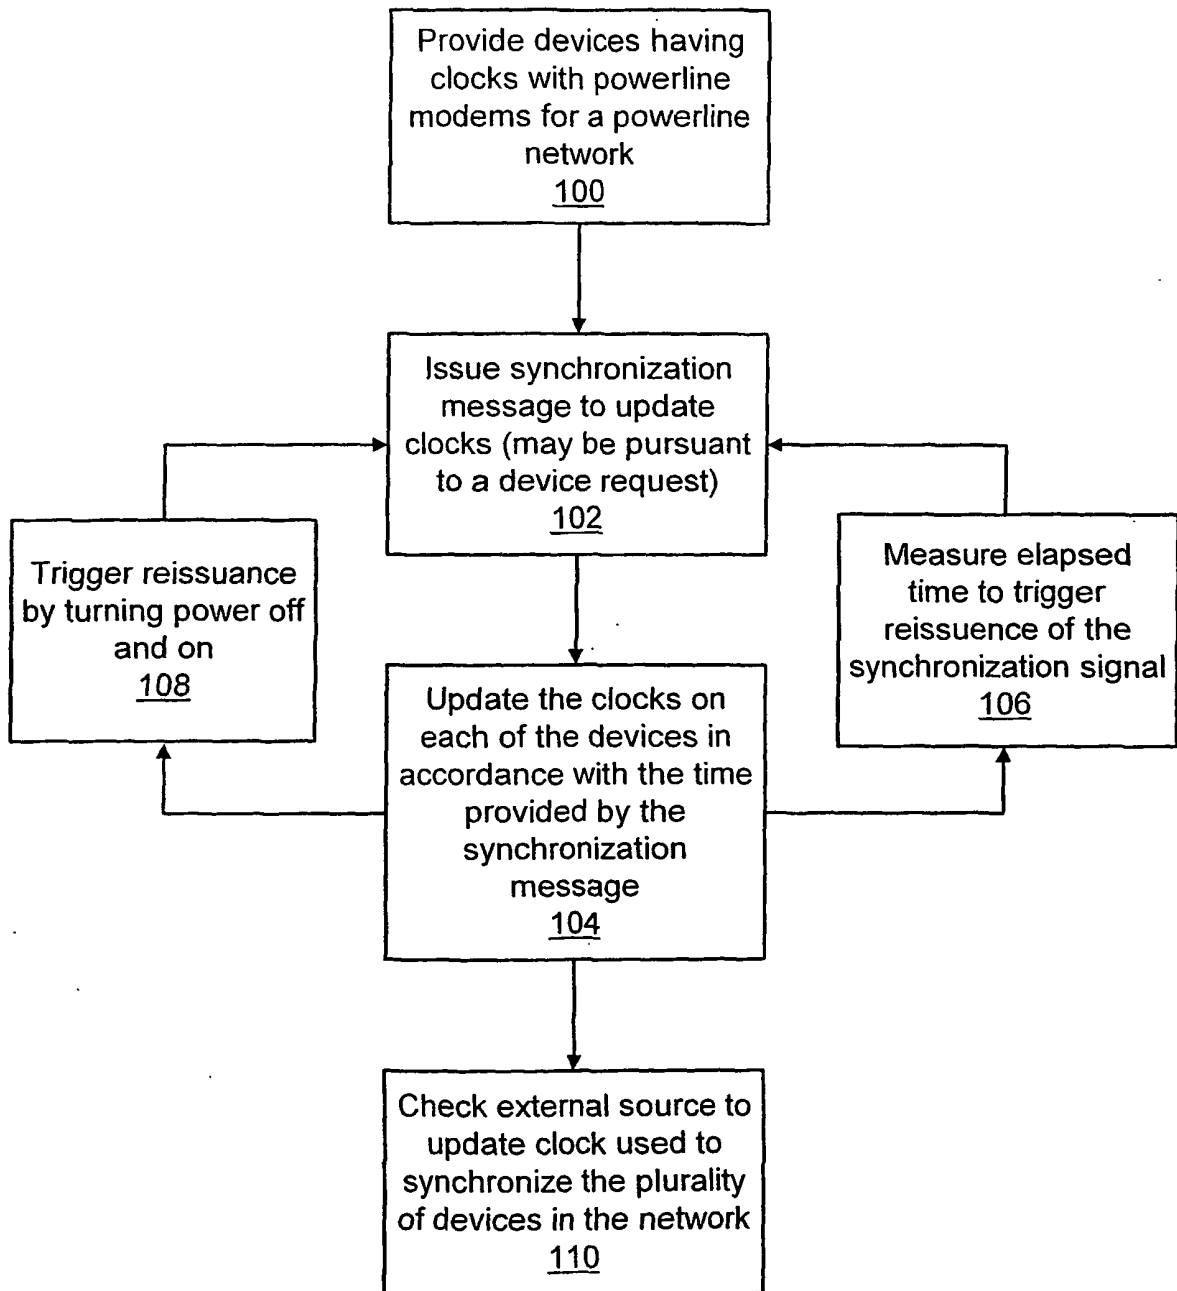 Provide devices having
clocks with powerline
modems for a powerline
network
100
Issue synchronization
message to update
clocks (may be pursuant
to a device request)
102
Trigger reissuance
by turning power off
and on
108
Measure elapsed
time to trigger
reissuence of the
synchronization signal
106
Update the clocks on
each of the devices in
accordance with the time
provided by the
synchronization
message
104
Check external source to
update clock used to
synchronize the plurality
of devices in the network
110